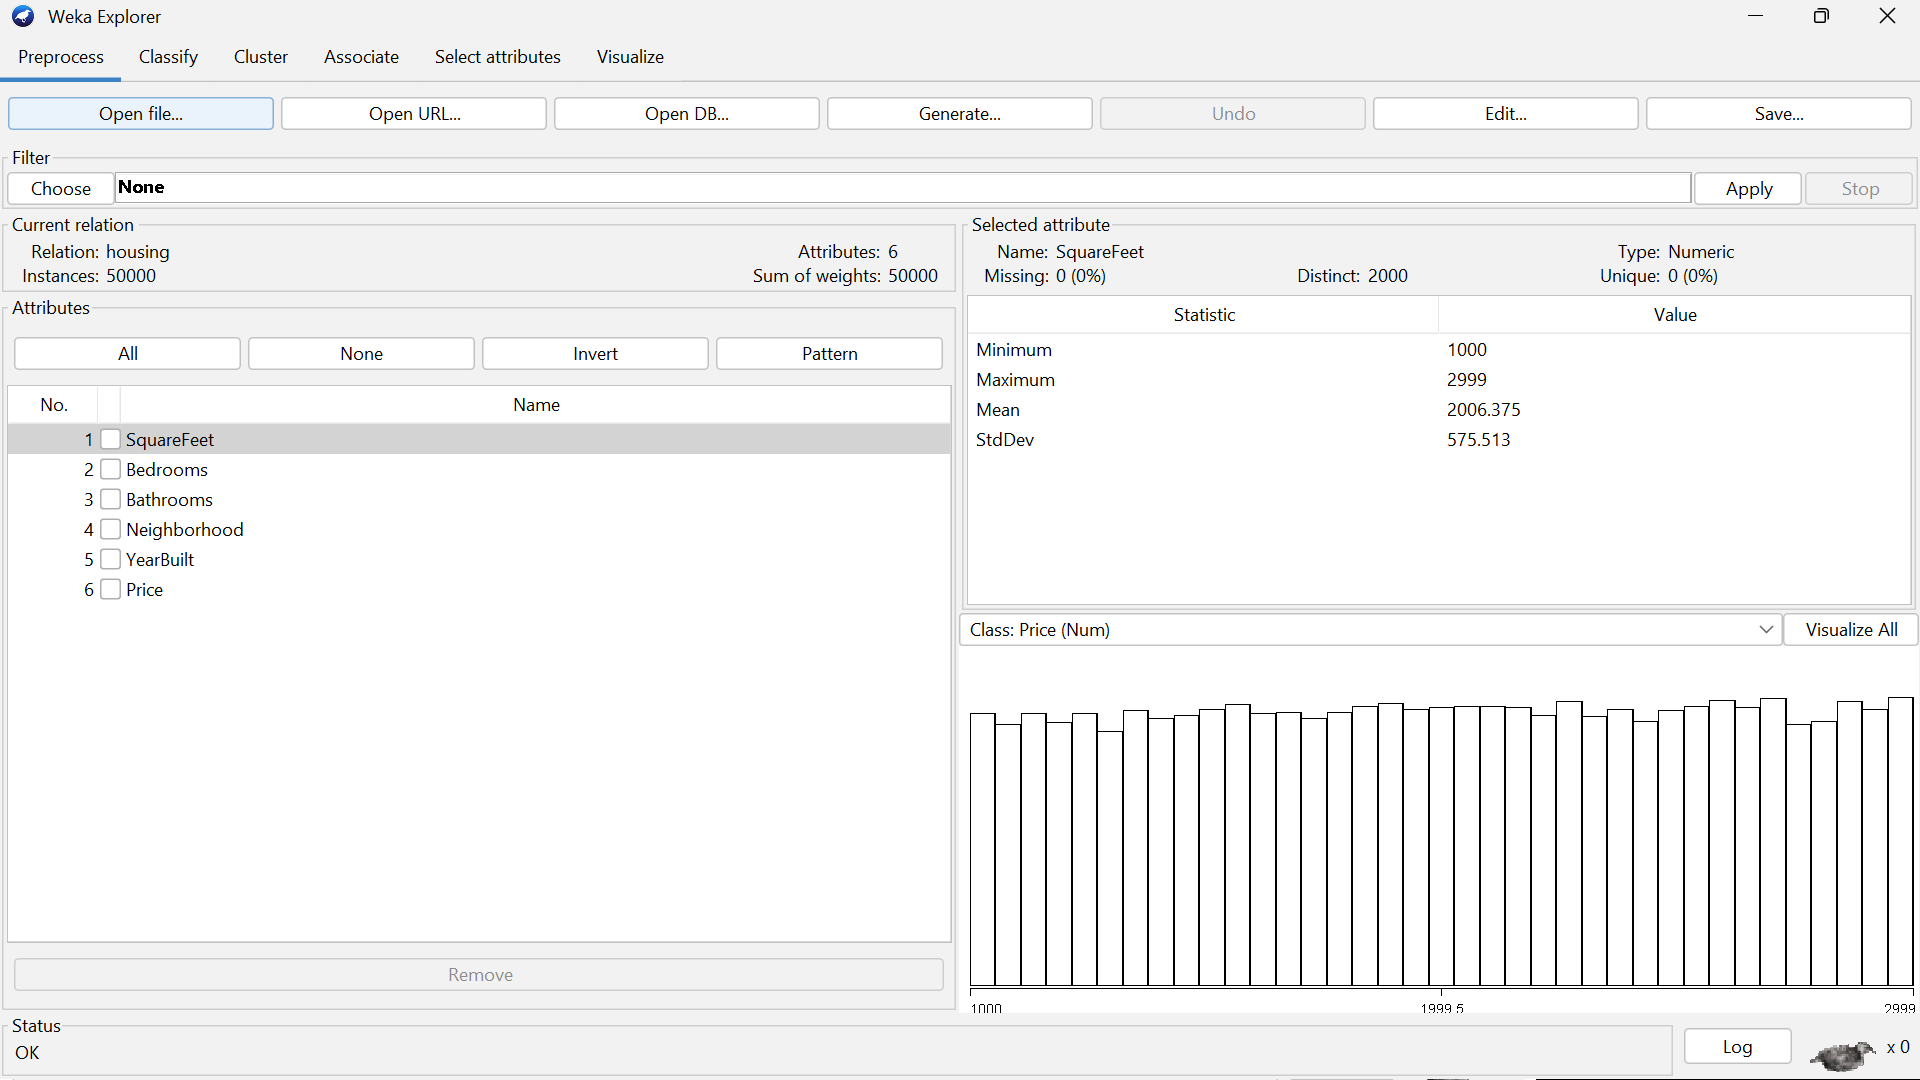 Weka Explorer
Preprocess Classify Cluster Associate Select attributes Visualize
Open file... Open URL... Open DB... Generate... Undo Edit... Save...
Filter
Choose None Apply Stop
Current relation
Relation: housing Attributes: 6
Instances: 50000 Sum of weights: 50000
Attributes
All None Invert Pattern
No. Name
1 SquareFeet
2 Bedrooms
3 Bathrooms
4 Neighborhood
5 YearBuilt
6 Price
Remove
Selected attribute
Name: SquareFeet Type: Numeric
Missing: 0 (0%) Distinct: 2000 Unique: 0 (0%)
Statistic Value
Minimum 1000
Maximum 2999
Mean 2006.375
StdDev 575.513
Class: Price (Num) Visualize All
1000 1999.5 2999
Status
OK
Log x 0